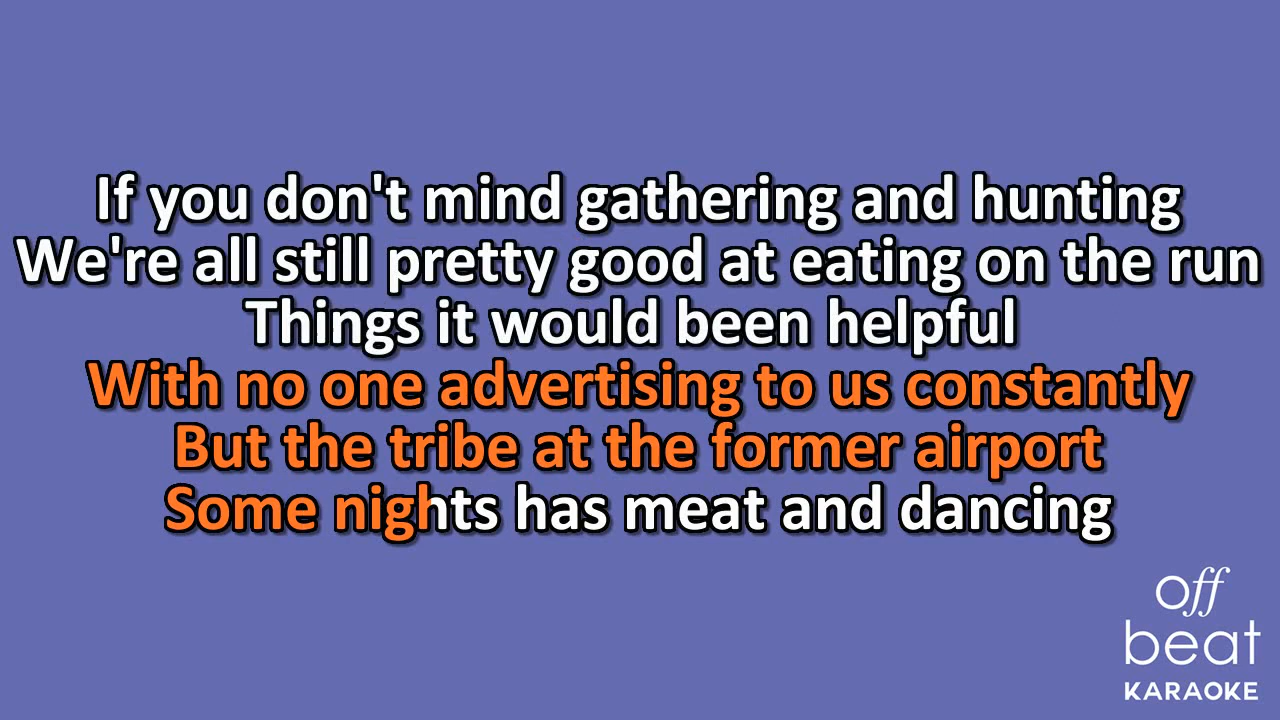 If you don't mind gathering and hunting
We're all still pretty good at eating on the run
Things it would been helpful
With no one advertising to us constantly
But the tribe at the former airport
Some nights has meat and dancing
off
beat
KARAOKE